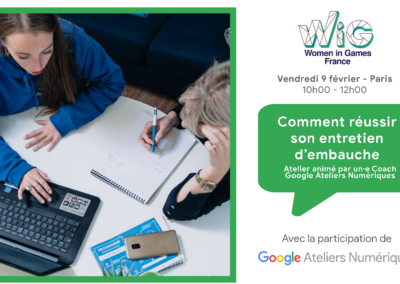 WiG
Women in Games
France
Vendredi 9 février - Paris
10h00 - 12h00
Comment réussir
son entretien
d'embauche
Atelier animé par un·e Coach
Google Ateliers Numériques
Avec la participation de
Google Ateliers Numériqu